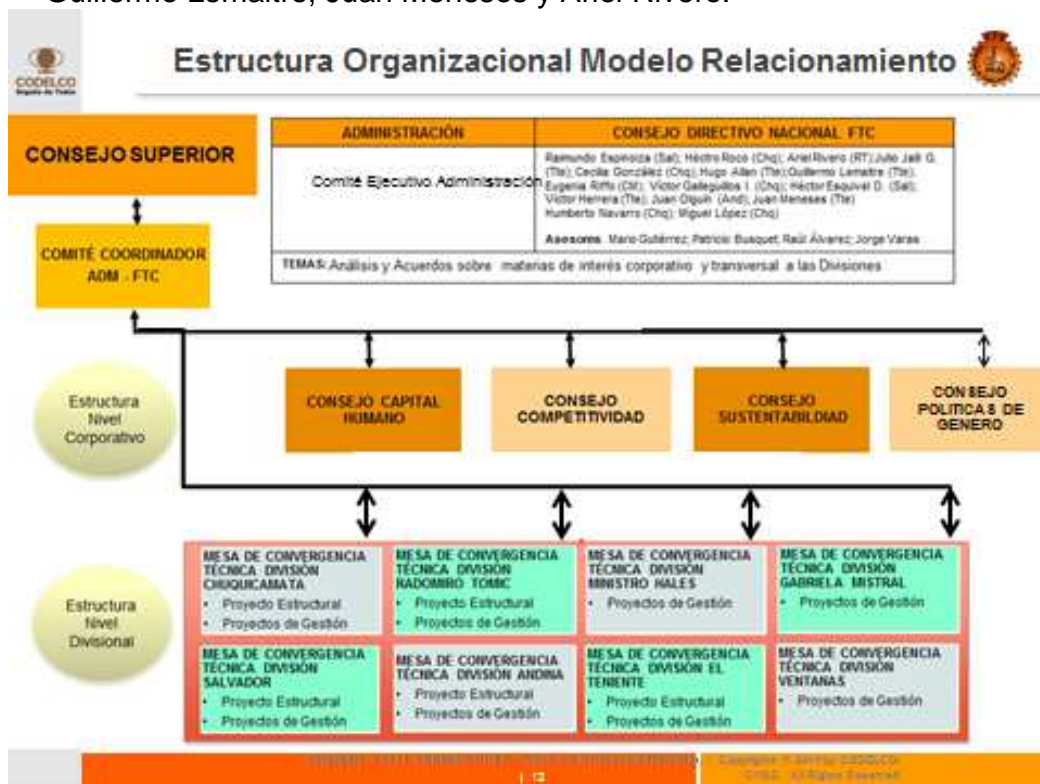 Guillermo Lemaitre, Juan Meneses y Ariel Rivero.
CODELCO
Orgullo de Todos
Estructura Organizacional Modelo Relacionamiento
CONSEJO SUPERIOR
COMITÉ COORDINADOR
ADM - FTC
ADMINISTRACIÓN
Comité Ejecutivo Administración
CONSEJO DIRECTIVO NACIONAL FTC
Raimundo Espinoza (Sal); Héctro Roco (Chq); Ariel Rivero (RT); Julio Jalil G.
(Tte); Cecilia González (Chq); Hugo Allan (Tte); Guillermo Lemaitre (Tte);
Eugenia Riffo (CM); Víctor Galleguillos I. (Chq); Héctor Esquivel D. (Sal);
Víctor Herrera (Tte); Juan Olguín (And); Juan Meneses (Tte)
Humberto Navarro (Chq); Miguel López (Chq)
Asesores: Mario Gutiérrez; Patricio Busquet; Raúl Álvarez; Jorge Varas
TEMAS: Análisis y Acuerdos sobre materias de interés corporativo y transversal a las Divisiones
Estructura
Nivel
Corporativo
CONSEJO CAPITAL
HUMANO
CONSEJO
COMPETITIVIDAD
CONSEJO
SUSTENTABILDIAD
CONSEJO
POLITICAS DE
GENERO
Estructura
Nivel
Divisional
MESA DE CONVERGENCIA
TÉCNICA DIVISIÓN
CHUQUICAMATA
• Proyecto Estructural
• Proyectos de Gestión
MESA DE CONVERGENCIA
TÉCNICA DIVISIÓN
RADOMIRO TOMIC
• Proyecto Estructural
• Proyectos de Gestión
MESA DE CONVERGENCIA
TÉCNICA DIVISIÓN
MINISTRO HALES
• Proyectos de Gestión
MESA DE CONVERGENCIA
TÉCNICA DIVISIÓN
GABRIELA MISTRAL
• Proyectos de Gestión
MESA DE CONVERGENCIA
TÉCNICA DIVISIÓN
SALVADOR
• Proyecto Estructural
• Proyectos de Gestión
MESA DE CONVERGENCIA
TÉCNICA DIVISIÓN ANDINA
• Proyecto Estructural
• Proyectos de Gestión
MESA DE CONVERGENCIA
TÉCNICA DIVISIÓN EL
TENIENTE
• Proyecto Estructural
• Proyectos de Gestión
MESA DE CONVERGENCIA
TÉCNICA DIVISIÓN
VENTANAS
• Proyectos de Gestión
| 12